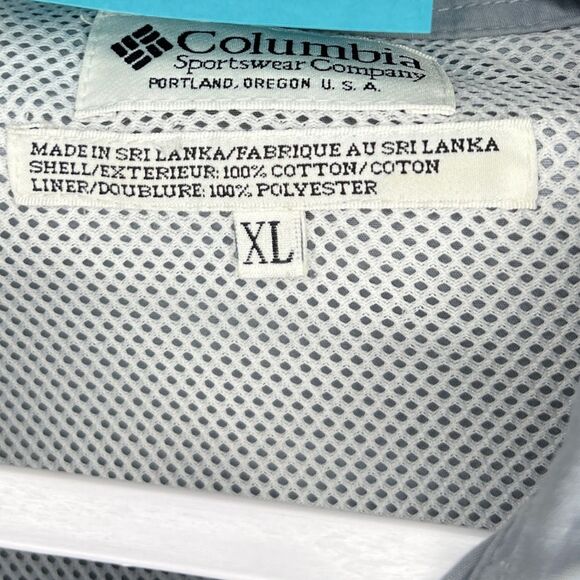 Columbia
Sportswear Company
PORTLAND, OREGON U. S. A.
MADE IN SRI LANKA/FABRIQUE AU SRI LANKA
SHELL/EXTERIEUR: 100% COTTON/COTON
LINER/DOUBLURE: 100% POLYESTER
XL